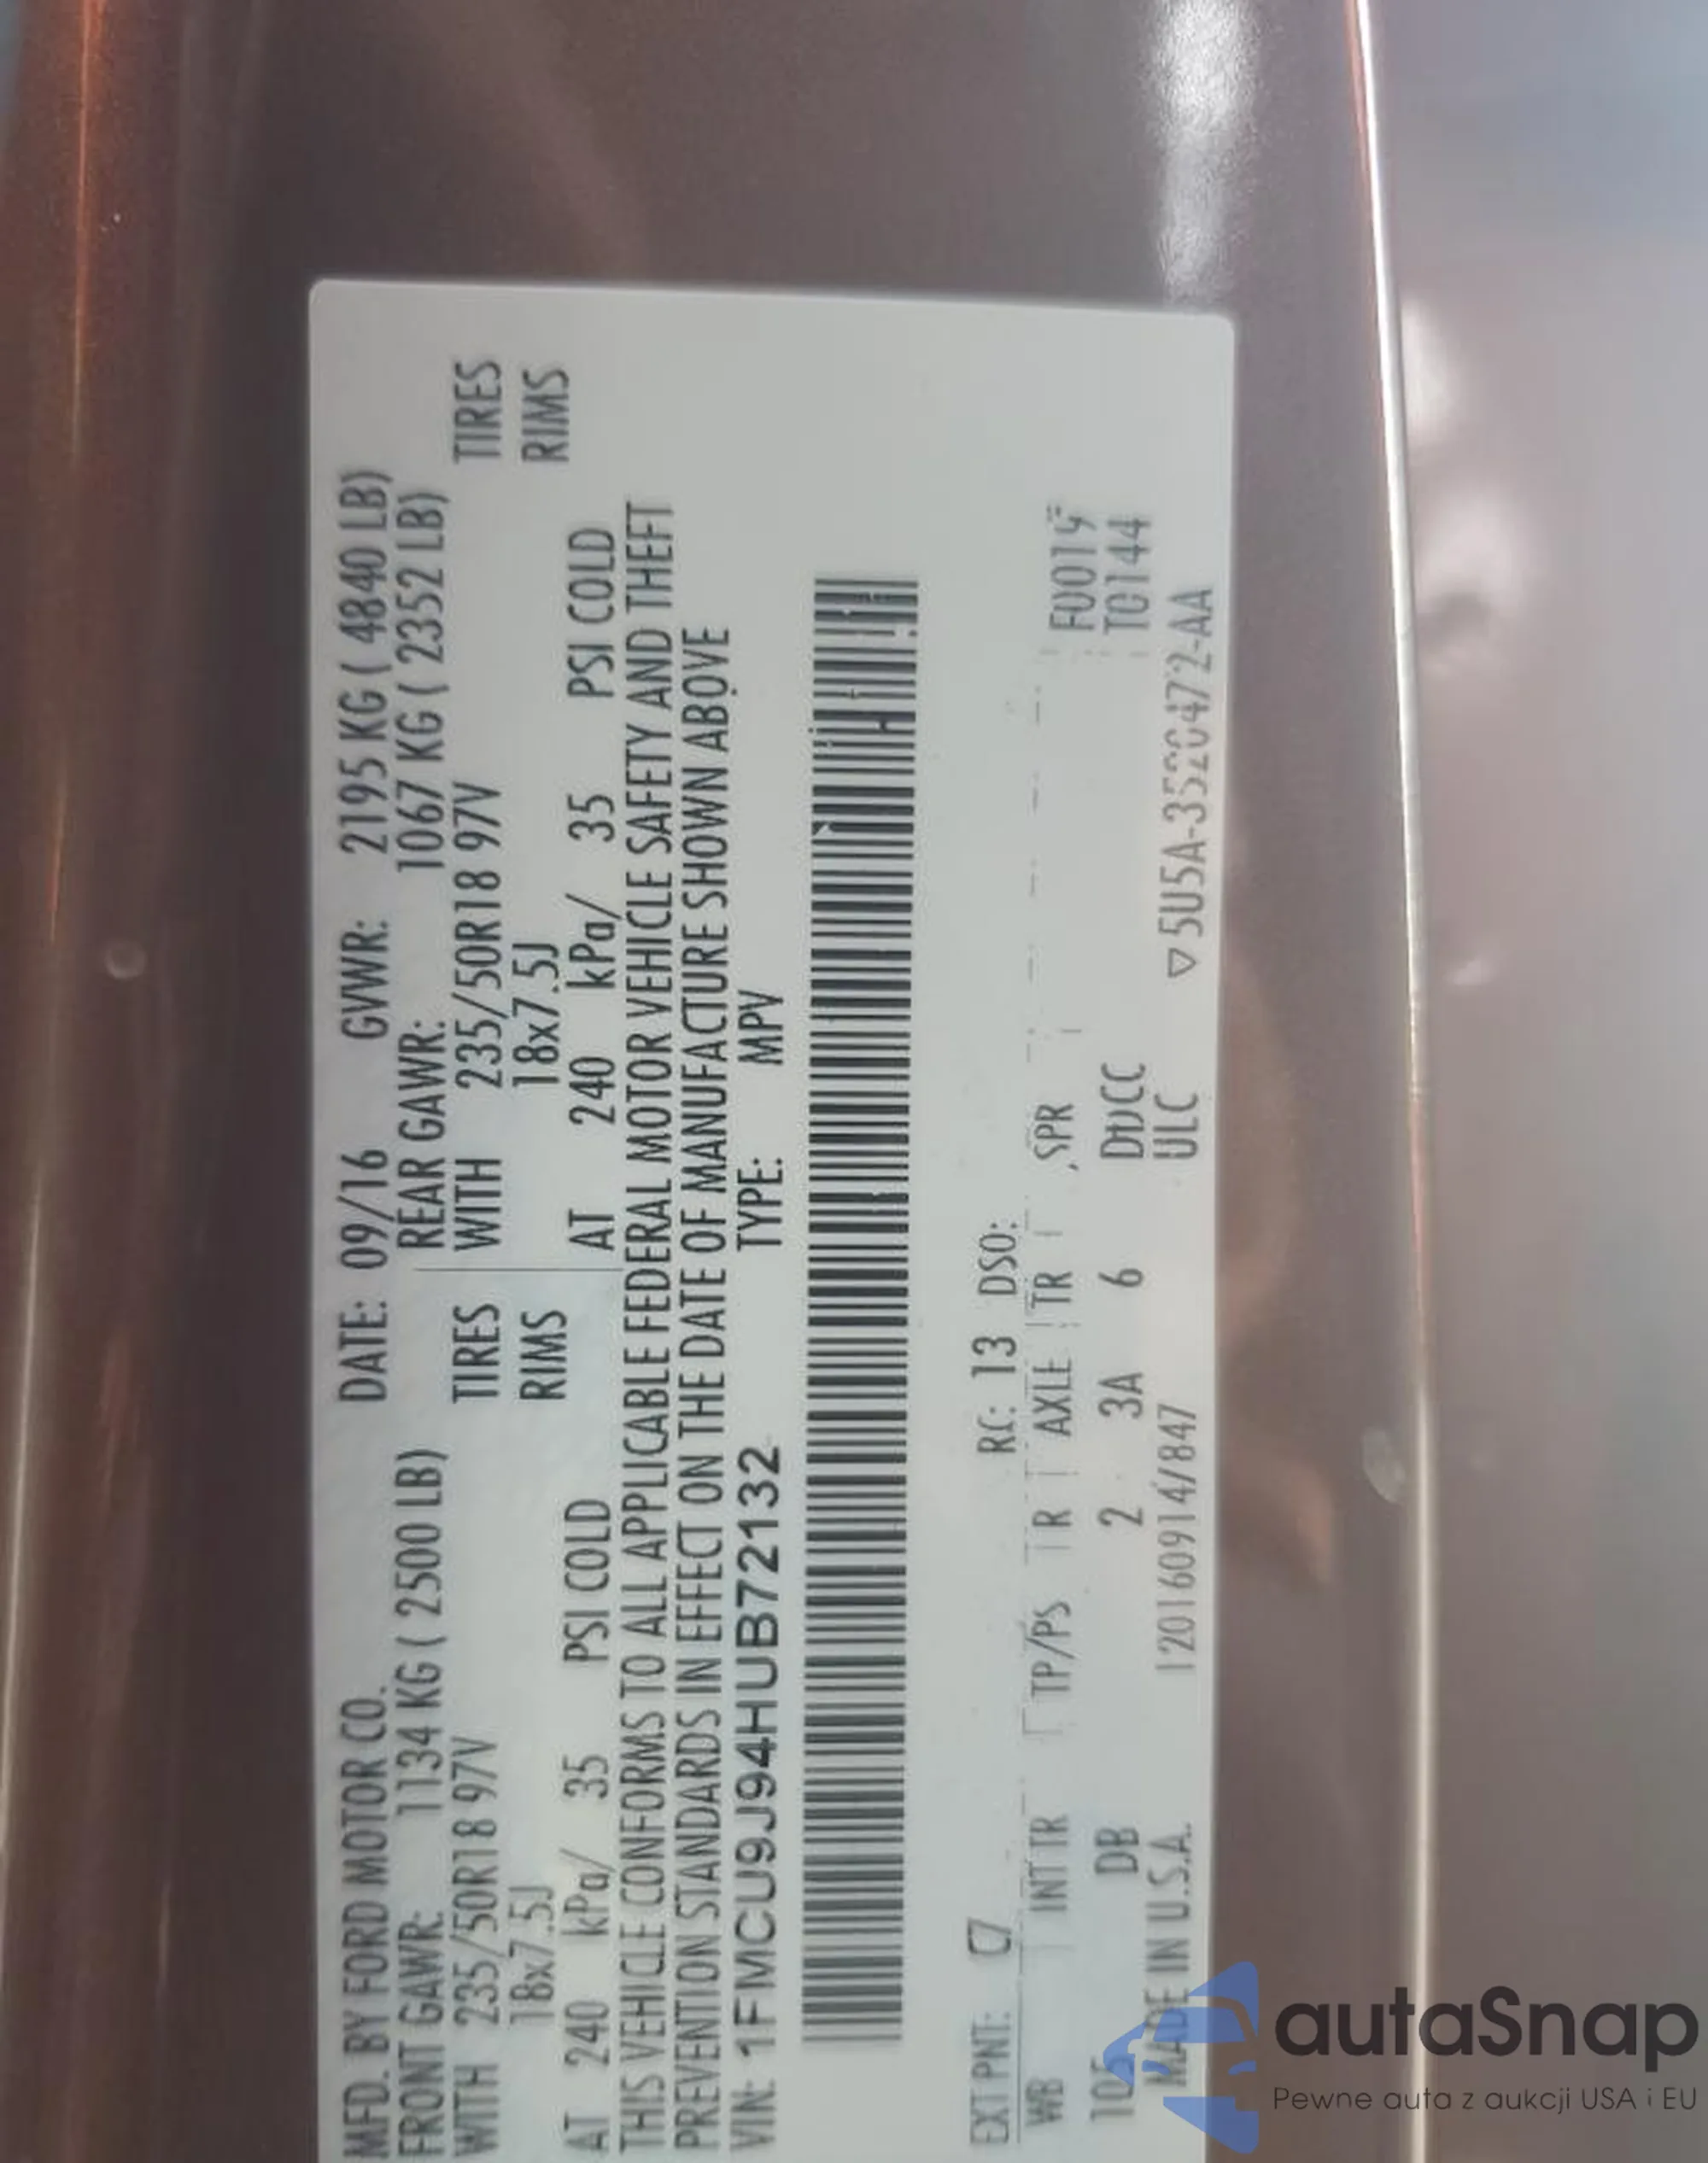 MFD. BY FORD MOTOR CO. DATE: 09/16 GVWR: 2195 KG ( 4840 LB)
FRONT GAWR: 1134 KG ( 2500 LB) REAR GAWR: 1067 KG ( 2352 LB)
WITH 235/50R18 97V TIRES WITH 235/50R18 97V TIRES
18x7.5J RIMS 18x7.5J RIMS
AT 240 kPa/ 35 PSI COLD AT 240 kPa/ 35 PSI COLD
THIS VEHICLE CONFORMS TO ALL APPLICABLE FEDERAL MOTOR VEHICLE SAFETY AND THEFT
PREVENTION STANDARDS IN EFFECT ON THE DATE OF MANUFACTURE SHOWN ABOVE
VIN: 1FMCU9J94HUB72132 TYPE: MPV
EXT PNT: C7 RC: 13 DSO:
WB INT TR TP/PS R AXLE TR SPR
105 DB 2 3A 6
T0144
MADE IN U.S.A. ULC
autaSnap
Pewne auta z aukcji USA i EU